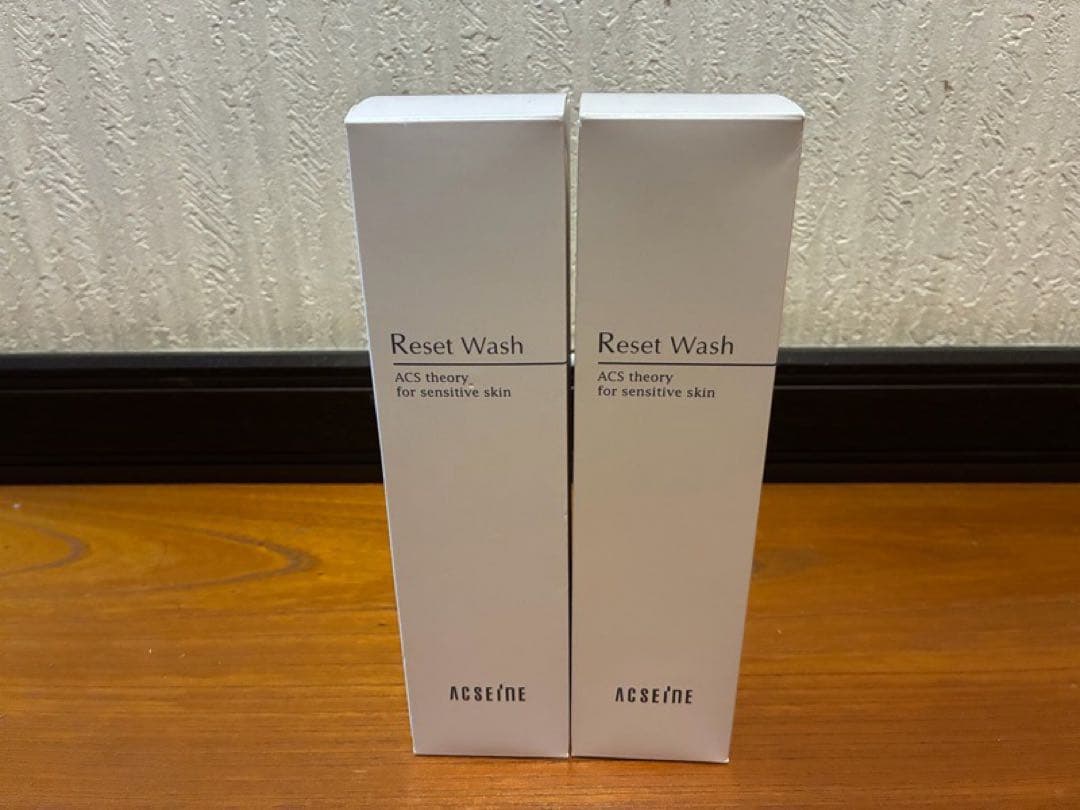 Reset Wash
ACS theory
for sensitive skin
ACSEINE
Reset Wash
ACS theory
for sensitive skin
ACSEINE